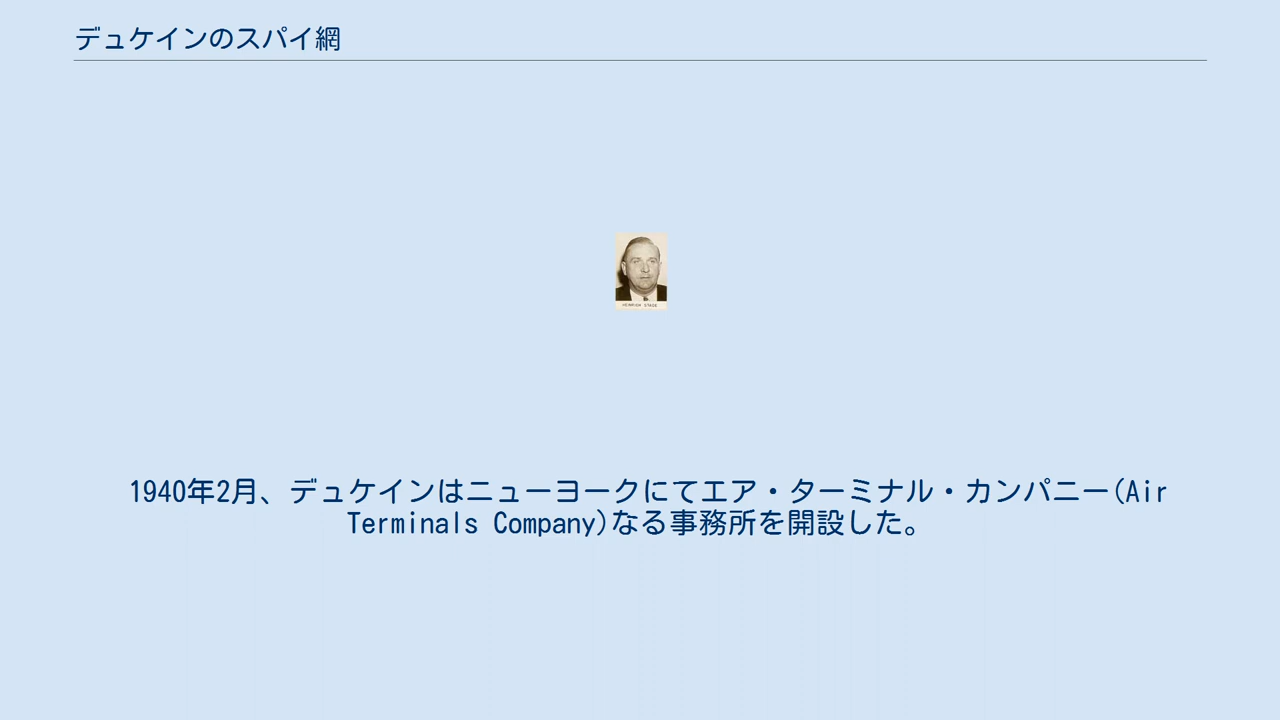 デュケインのスパイ網
HEINRICH STADE
1940年2月、デュケインはニューヨークにてエア・ターミナル・カンパニー(Air
Terminals Company)なる事務所を開設した。